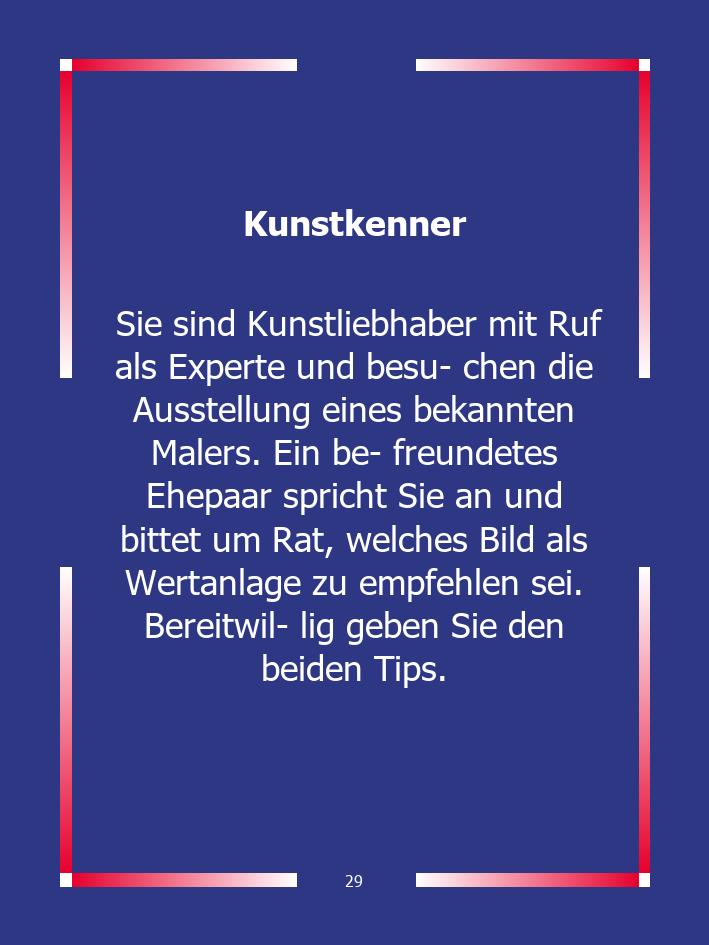 Kunstkenner
Sie sind Kunstliebhaber mit Ruf
als Experte und besu- chen die
Ausstellung eines bekannten
Malers. Ein be- freundetes
Ehepaar spricht Sie an und
bittet um Rat, welches Bild als
Wertanlage zu empfehlen sei.
Bereitwil- lig geben Sie den
beiden Tips.
29